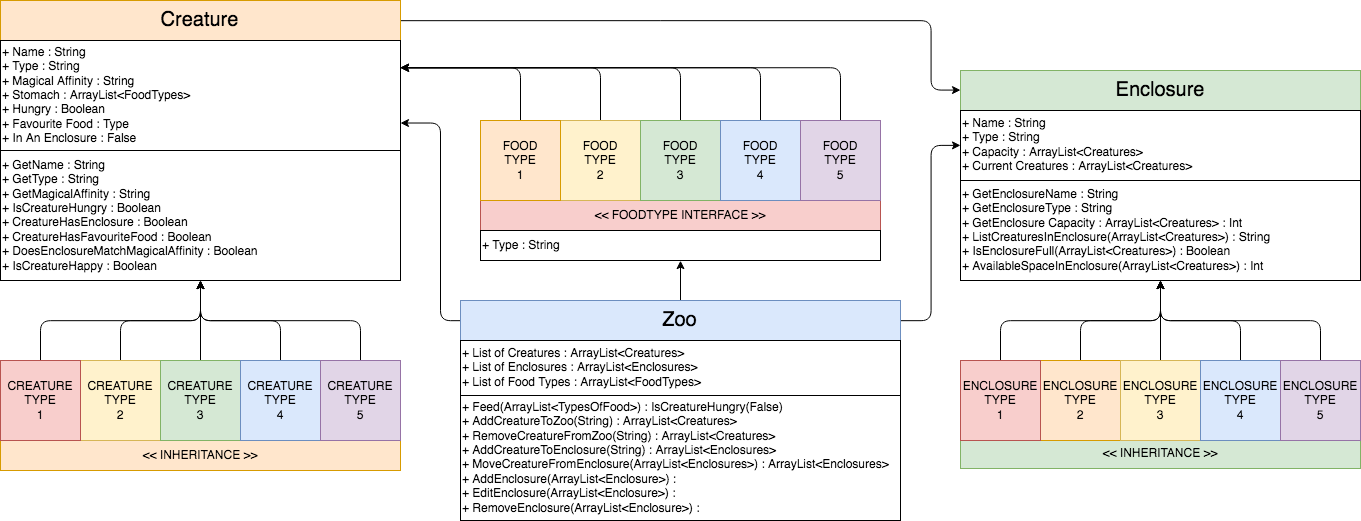 Creature
+ Name : String
+ Type : String
+ Magical Affinity : String
+ Stomach : ArrayList<FoodTypes>
+ Hungry : Boolean
+ Favourite Food : Type
+ In An Enclosure : False
+ GetName : String
+ GetType : String
+ GetMagicalAffinity : String
+ IsCreatureHungry : Boolean
+ CreatureHasEnclosure : Boolean
+ CreatureHasFavouriteFood : Boolean
+ DoesEnclosureMatchMagicalAffinity : Boolean
+ IsCreatureHappy : Boolean
CREATURE
TYPE
1
CREATURE
TYPE
2
CREATURE
TYPE
3
CREATURE
TYPE
4
CREATURE
TYPE
5
<< INHERITANCE >>
FOOD
TYPE
1
FOOD
TYPE
2
FOOD
TYPE
3
FOOD
TYPE
4
FOOD
TYPE
5
<< FOODTYPE INTERFACE >>
+ Type : String
Zoo
+ List of Creatures : ArrayList<Creatures>
+ List of Enclosures : ArrayList<Enclosures>
+ List of Food Types : ArrayList<FoodTypes>
+ Feed(ArrayList<TypesOfFood>) : IsCreatureHungry(False)
+ AddCreatureToZoo(String) : ArrayList<Creatures>
+ RemoveCreatureFromZoo(String) : ArrayList<Creatures>
+ AddCreatureToEnclosure(String) : ArrayList<Enclosures>
+ MoveCreatureFromEnclosure(ArrayList<Enclosures>) : ArrayList<Enclosures>
+ AddEnclosure(ArrayList<Enclosure>) :
+ EditEnclosure(ArrayList<Enclosure>) :
+ RemoveEnclosure(ArrayList<Enclosure>) :
Enclosure
+ Name : String
+ Type : String
+ Capacity : ArrayList<Creatures>
+ Current Creatures : ArrayList<Creatures>
+ GetEnclosureName : String
+ GetEnclosureType : String
+ GetEnclosure Capacity : ArrayList<Creatures> : Int
+ ListCreaturesInEnclosure(ArrayList<Creatures>) : String
+ IsEnclosureFull(ArrayList<Creatures>) : Boolean
+ AvailableSpaceInEnclosure(ArrayList<Creatures>) : Int
ENCLOSURE
TYPE
1
ENCLOSURE
TYPE
2
ENCLOSURE
TYPE
3
ENCLOSURE
TYPE
4
ENCLOSURE
TYPE
5
<< INHERITANCE >>